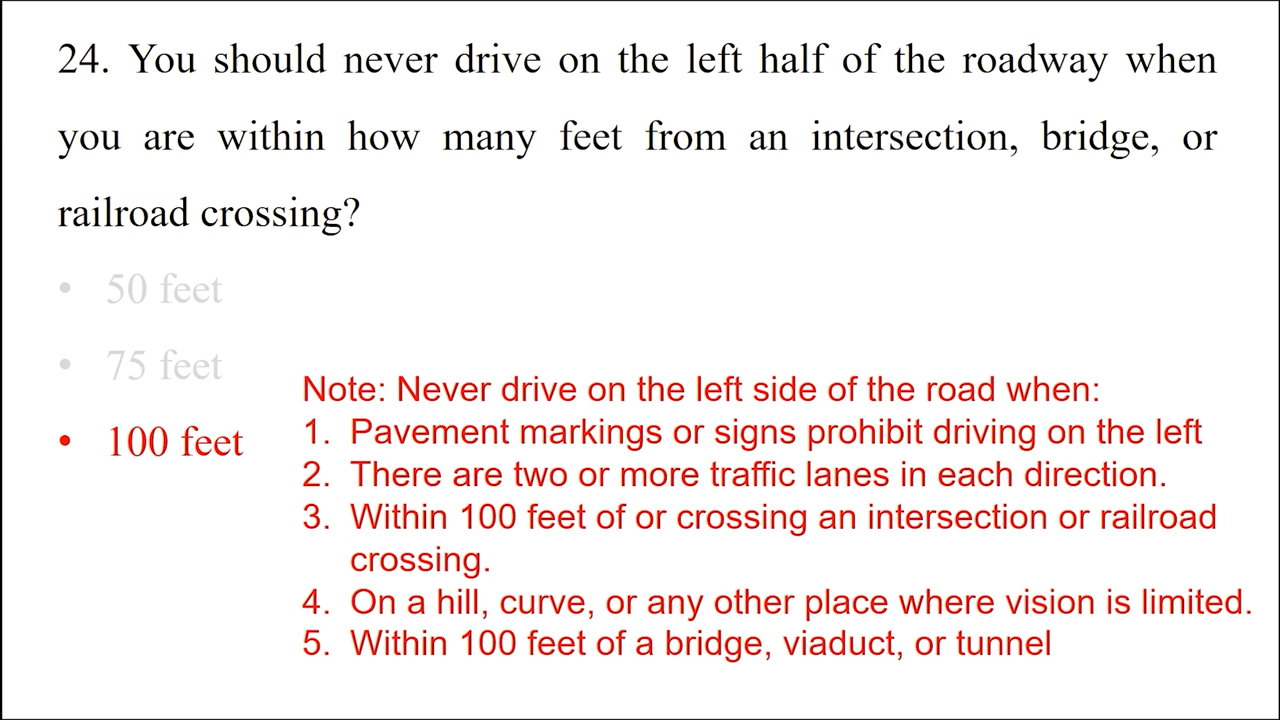 24. You should never drive on the left half of the roadway when
you are within how many feet from an intersection, bridge, or
railroad crossing?
• 50 feet
• 75 feet
• 100 feet
Note: Never drive on the left side of the road when:
1. Pavement markings or signs prohibit driving on the left
2. There are two or more traffic lanes in each direction.
3. Within 100 feet of or crossing an intersection or railroad
crossing.
4. On a hill, curve, or any other place where vision is limited.
5. Within 100 feet of a bridge, viaduct, or tunnel